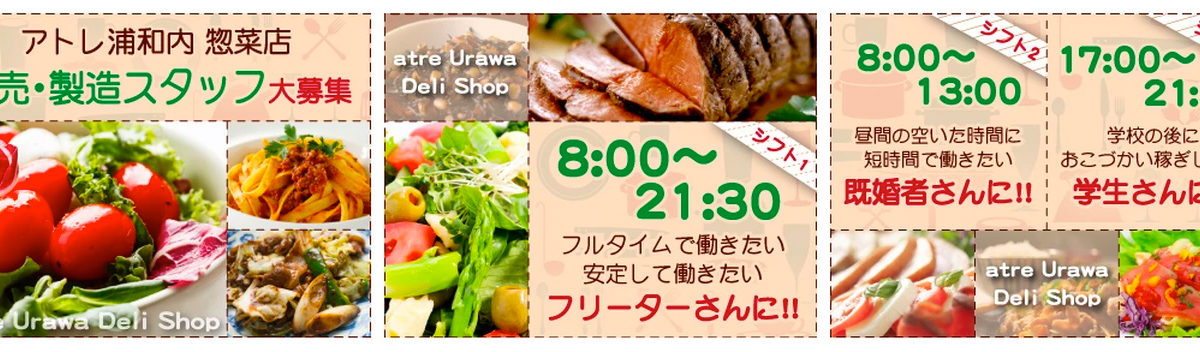 アトレ浦和内 惣菜店
売・製造スタッフ大募集
e Urawa Deli Shop
atre Urawa
Deli Shop
シフト1
8:00〜
21:30
フルタイムで働きたい
安定して働きたい
フリーターさんに!!
シフト2
8:00〜
13:00
昼間の空いた時間に
短時間で働きたい
既婚者さんに!!
17:00〜
21:
学校の後に
おこづかい稼ぎし
学生さんに
atre Urawa
Deli Shop